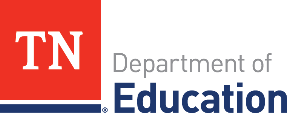 TN
Department of
®
Education